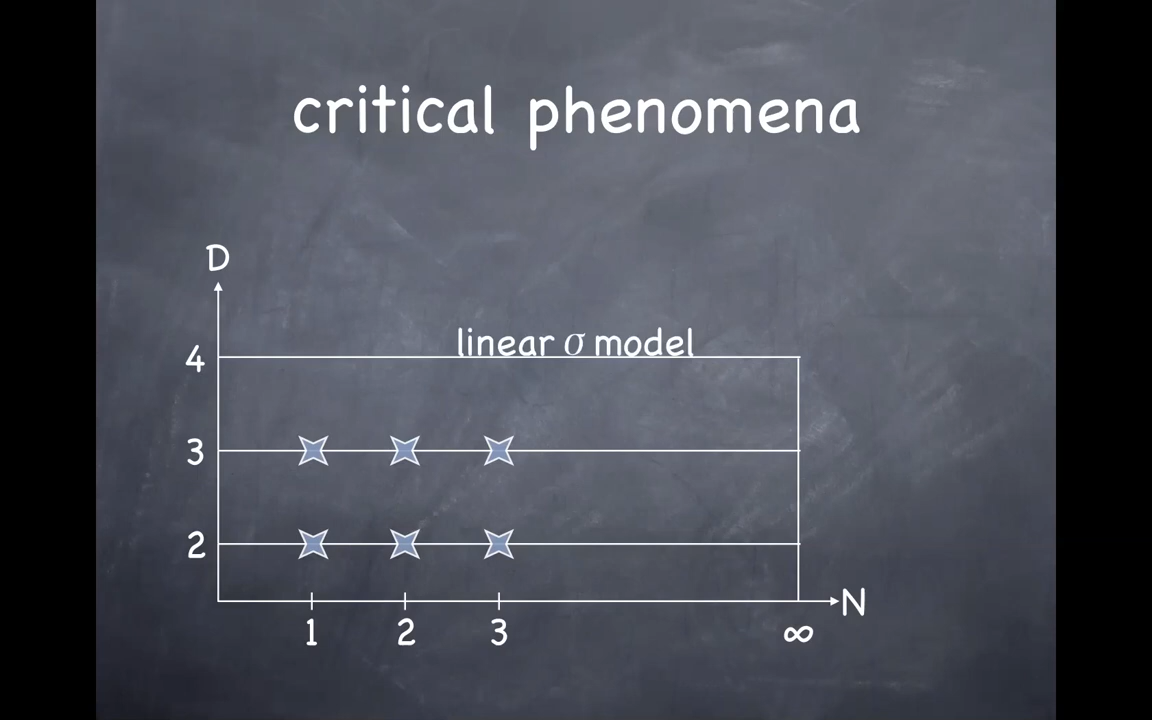 critical phenomena
D
linear σ model
4
3
2
N
1 2 3 ∞